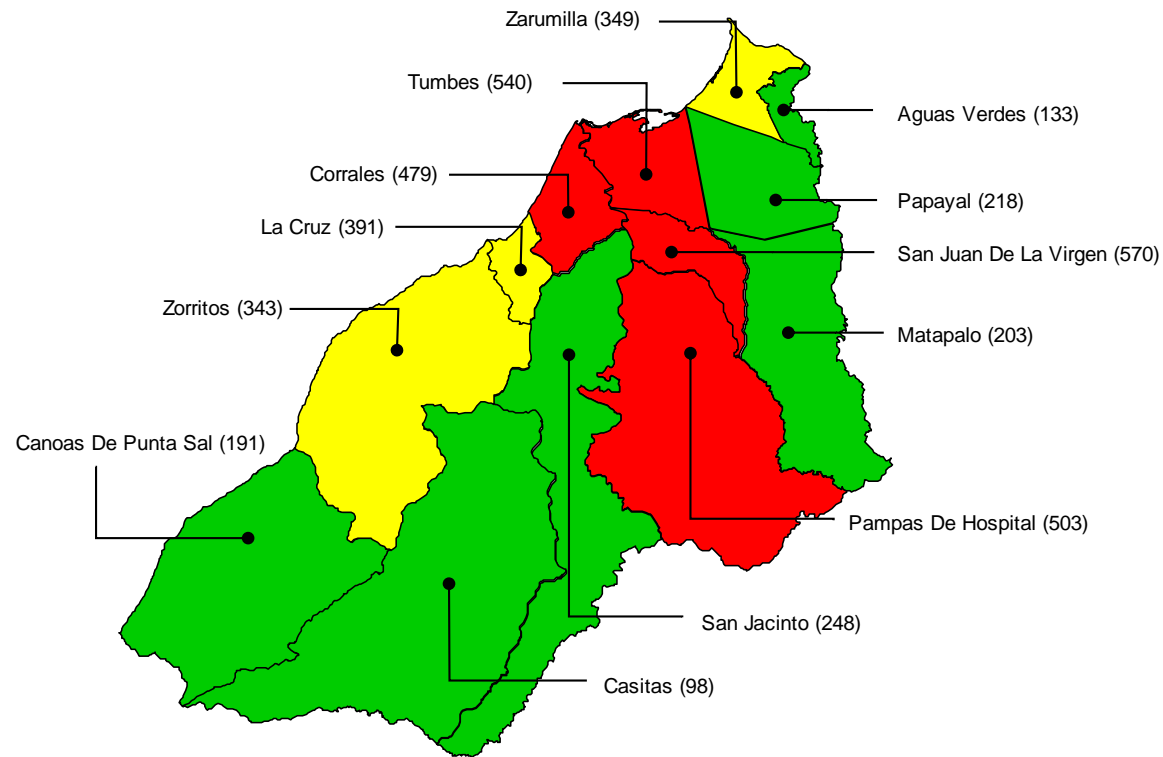 Zarumilla (349)
Tumbes (540)
Aguas Verdes (133)
Corrales (479)
Papayal (218)
La Cruz (391)
San Juan De La Virgen (570)
Zorritos (343)
Matapalo (203)
Canoas De Punta Sal (191)
Pampas De Hospital (503)
San Jacinto (248)
Casitas (98)